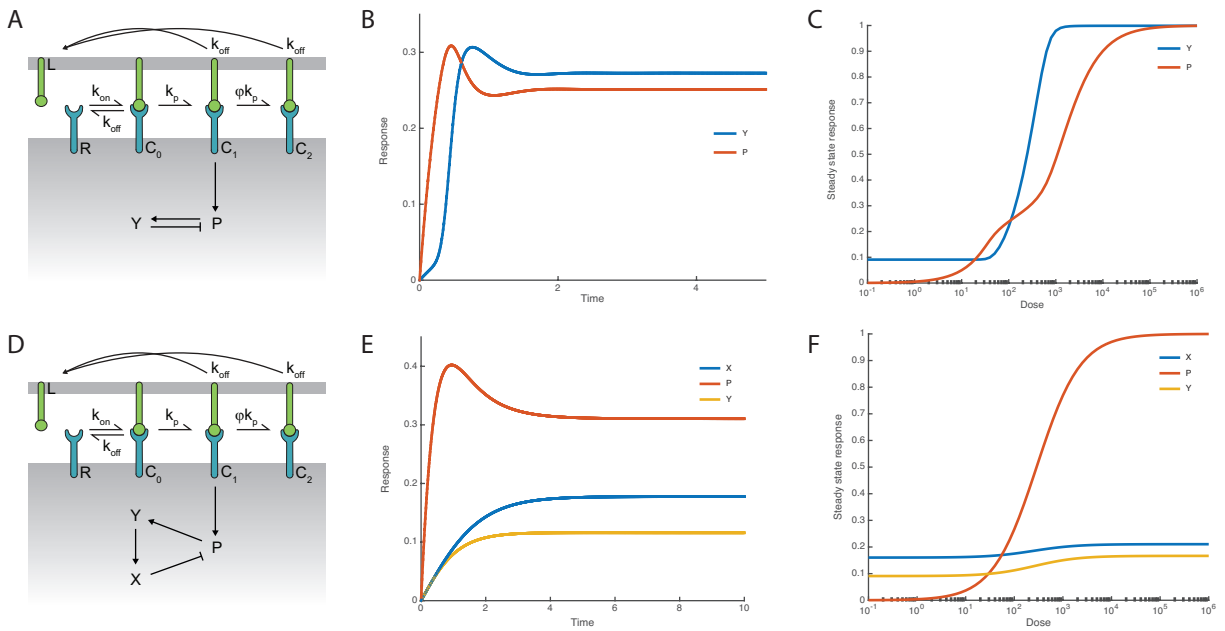 A
k_off k_off
L
k_on k_p φk_p
k_off
R C_0 C_1 C_2
Y P
B
Response
0.3
0.2
0.1
0
0 2 4
Time
Y
P
C
Steady state response
1
0.9
0.8
0.7
0.6
0.5
0.4
0.3
0.2
0.1
0
10^-1 10^0 10^1 10^2 10^3 10^4 10^5 10^6
Dose
Y
P
D
k_off k_off
L
k_on k_p φk_p
k_off
R C_0 C_1 C_2
Y
P
X
E
Response
0.4
0.3
0.2
0.1
0
0 2 4 6 8 10
Time
X
P
Y
F
Steady state response
1
0.9
0.8
0.7
0.6
0.5
0.4
0.3
0.2
0.1
0
10^-1 10^0 10^1 10^2 10^3 10^4 10^5 10^6
Dose
X
P
Y